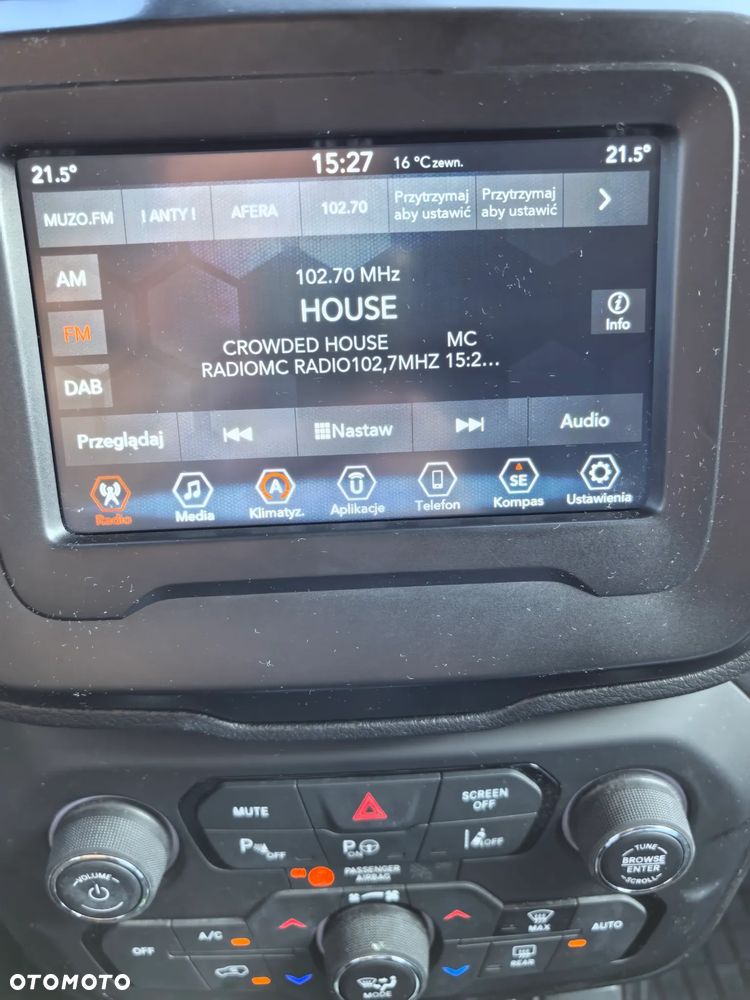 21.5°
15:27
16 °C zewn.
21.5°
MUZO.FM
! ANTY !
AFERA
102.70
Przytrzymaj
aby ustawić
Przytrzymaj
aby ustawić
AM
102.70 MHz
FM
HOUSE
Info
CROWDED HOUSE MC
RADIOMC RADIO102,7MHZ 15:2...
DAB
Przeglądaj
Nastaw
Audio
Radio
Media
A
Klimatyz.
Aplikacje
Telefon
SE
Kompas
Ustawienia
MUTE
SCREEN
OFF
P OFF
P ON
OFF
PASSENGER
AIRBAG
VOLUME
TUNE
BROWSE
ENTER
SCROLL
OFF
A/C
MAX
AUTO
REAR
MODE
OTOMOTO